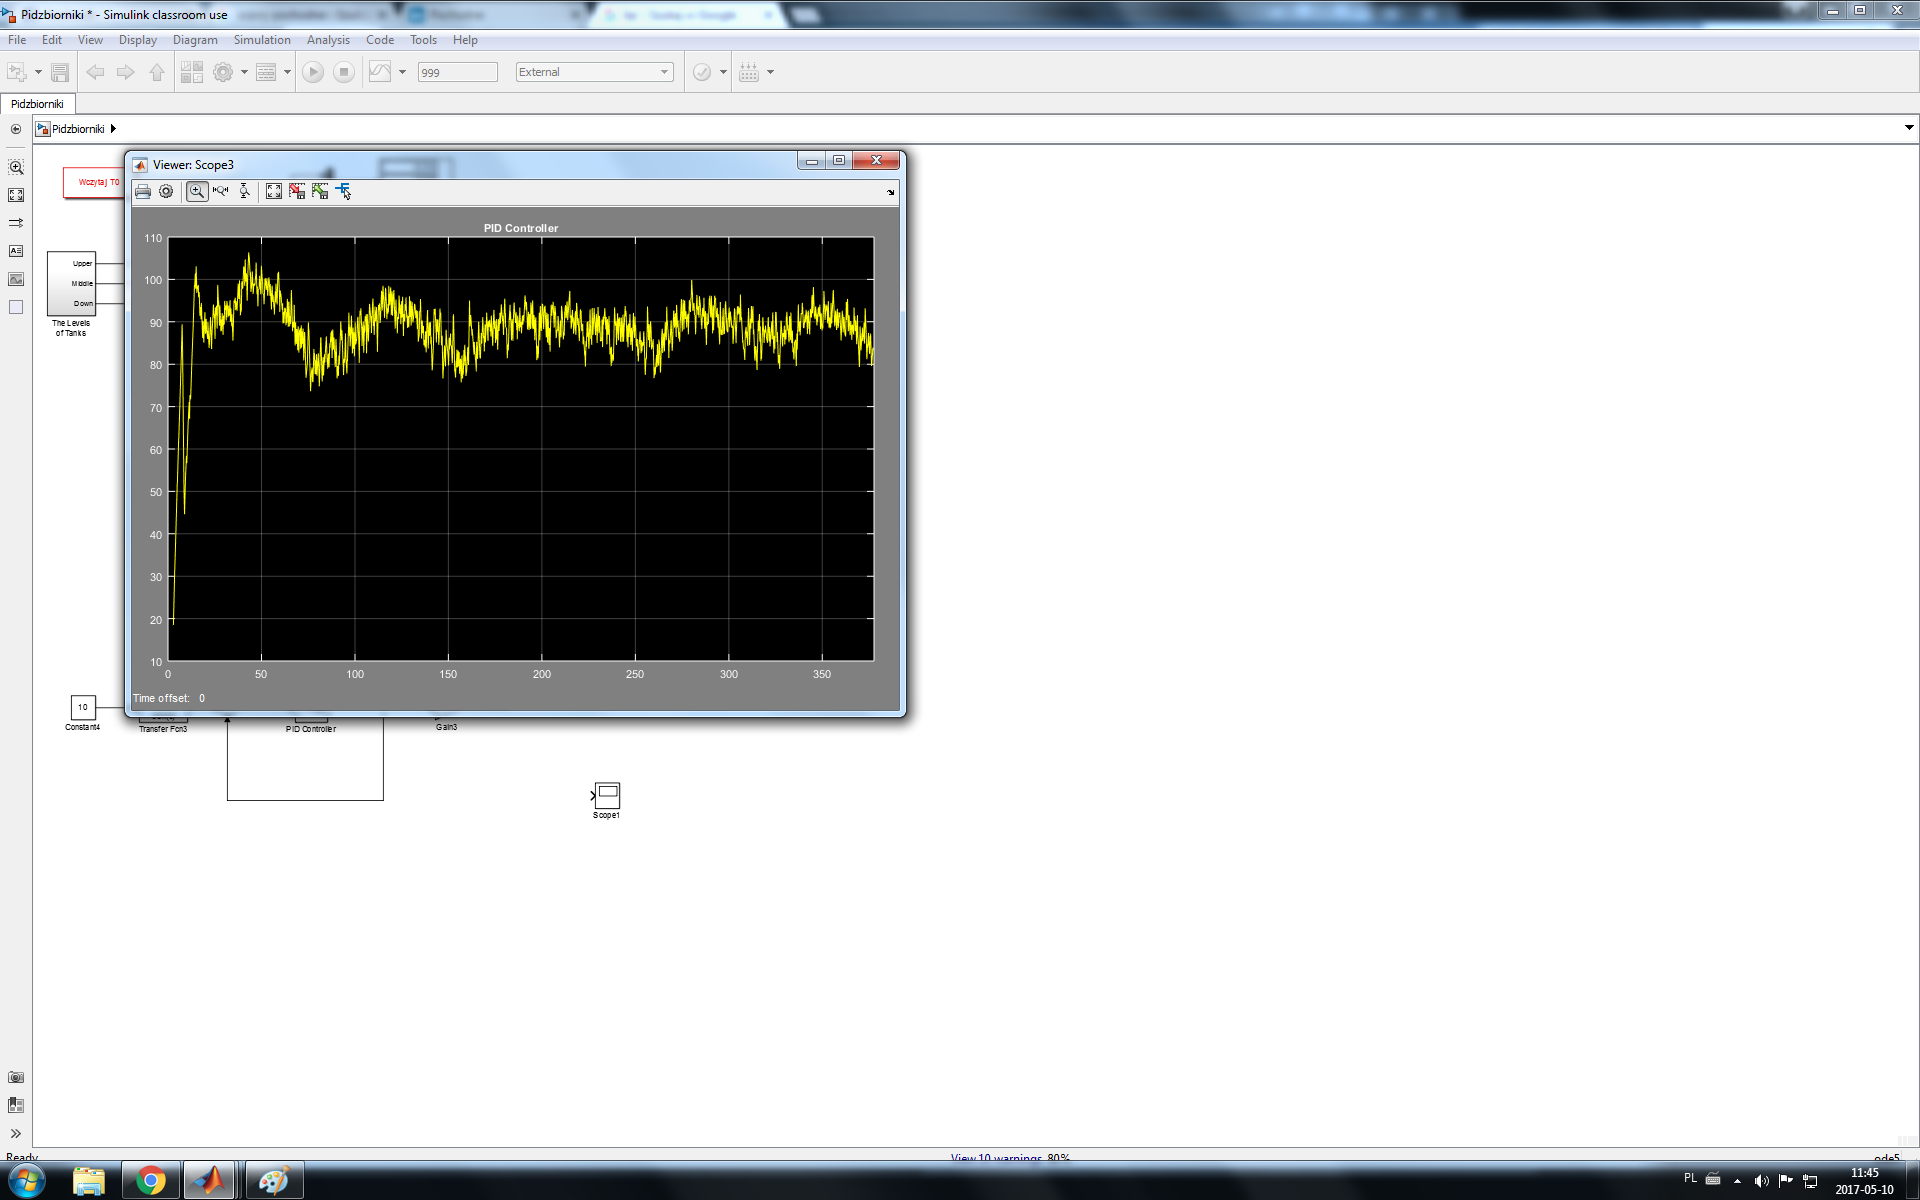 Pidzbiorniki * - Simulink classroom use
File Edit View Display Diagram Simulation Analysis Code Tools Help
999 External
Pidzbiorniki
Pidzbiorniki
Wczytaj T0
Upper
Middle
Down
The Levels
of Tanks
Viewer: Scope3
PID Controller
110
100
90
80
70
60
50
40
30
20
10
0 50 100 150 200 250 300 350
Time offset: 0
10
Constant4
Transfer Fcn3
PID Controller
Gain3
Scope1
Ready
View 10 warnings 80%
ode5
PL
11:45
2017-05-10